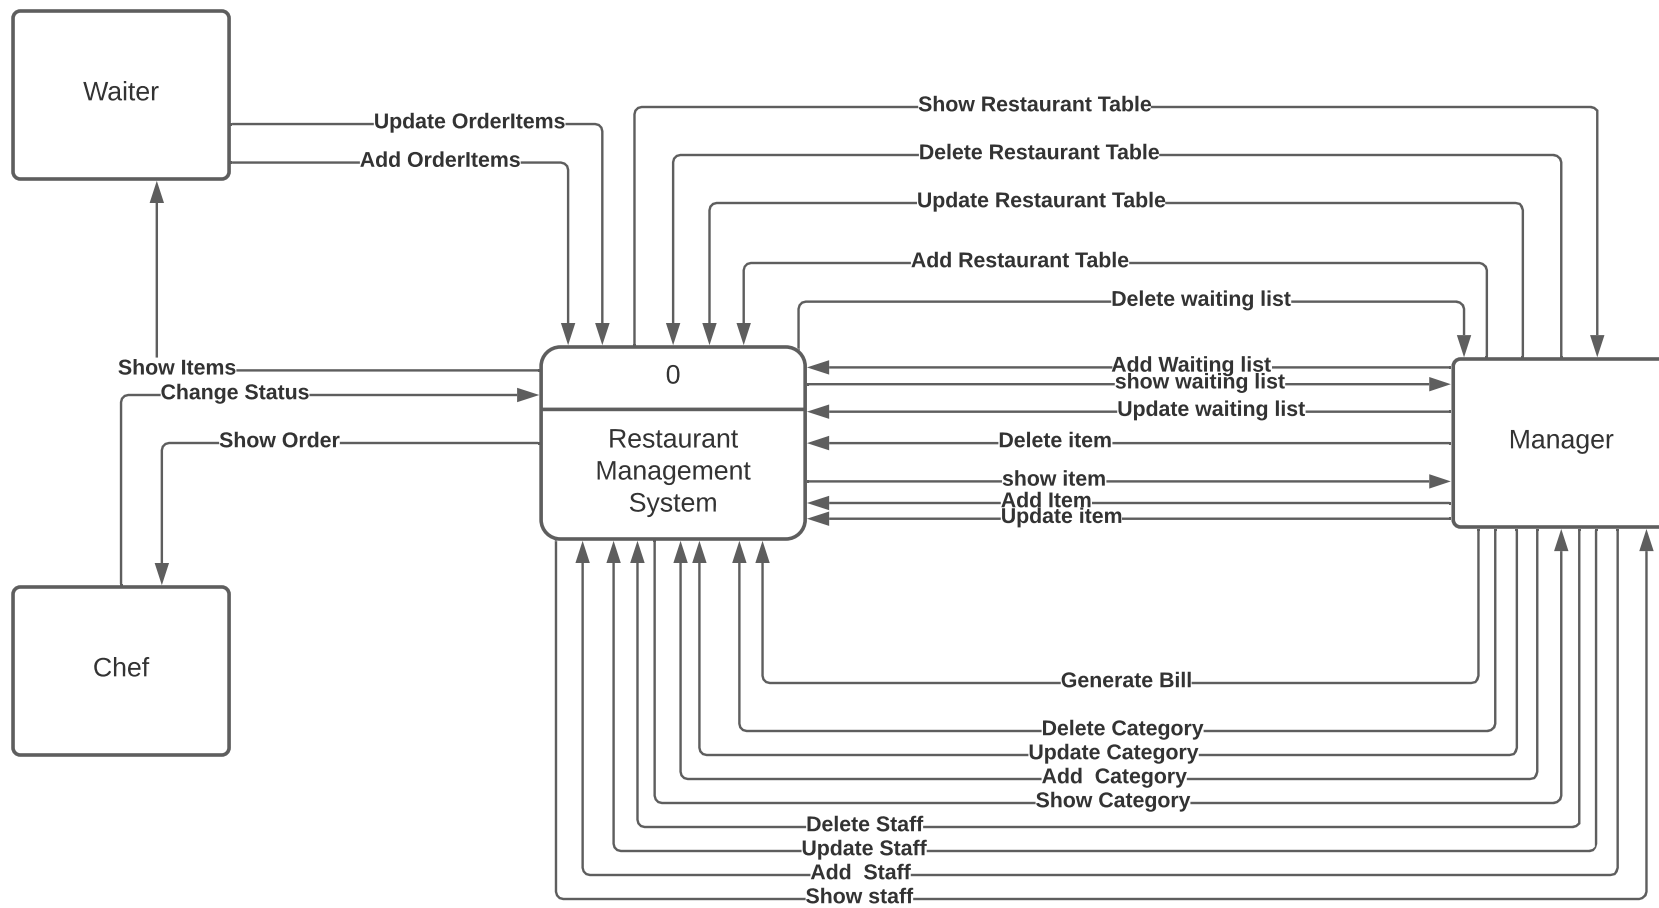 Waiter
Update OrderItems
Add OrderItems
Show Restaurant Table
Delete Restaurant Table
Update Restaurant Table
Add Restaurant Table
Delete waiting list
Show Items
Change Status
Show Order
0
Restaurant
Management
System
Add Waiting list
show waiting list
Update waiting list
Delete item
show item
Add Item
Update item
Manager
Chef
Generate Bill
Delete Category
Update Category
Add  Category
Show Category
Delete Staff
Update Staff
Add  Staff
Show staff